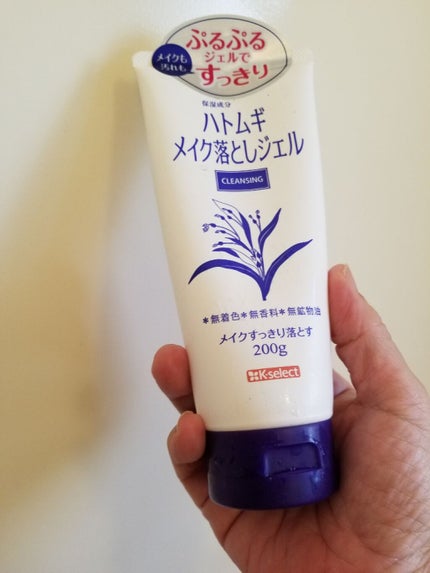 ぷるぷる
ジェルで
すっきり
メイクも
汚れも
保湿成分
ハトムギ
メイク落としジェル
CLEANSING
＊無着色＊無香料＊無鉱物油
メイクすっきり落とす
200g
K-select